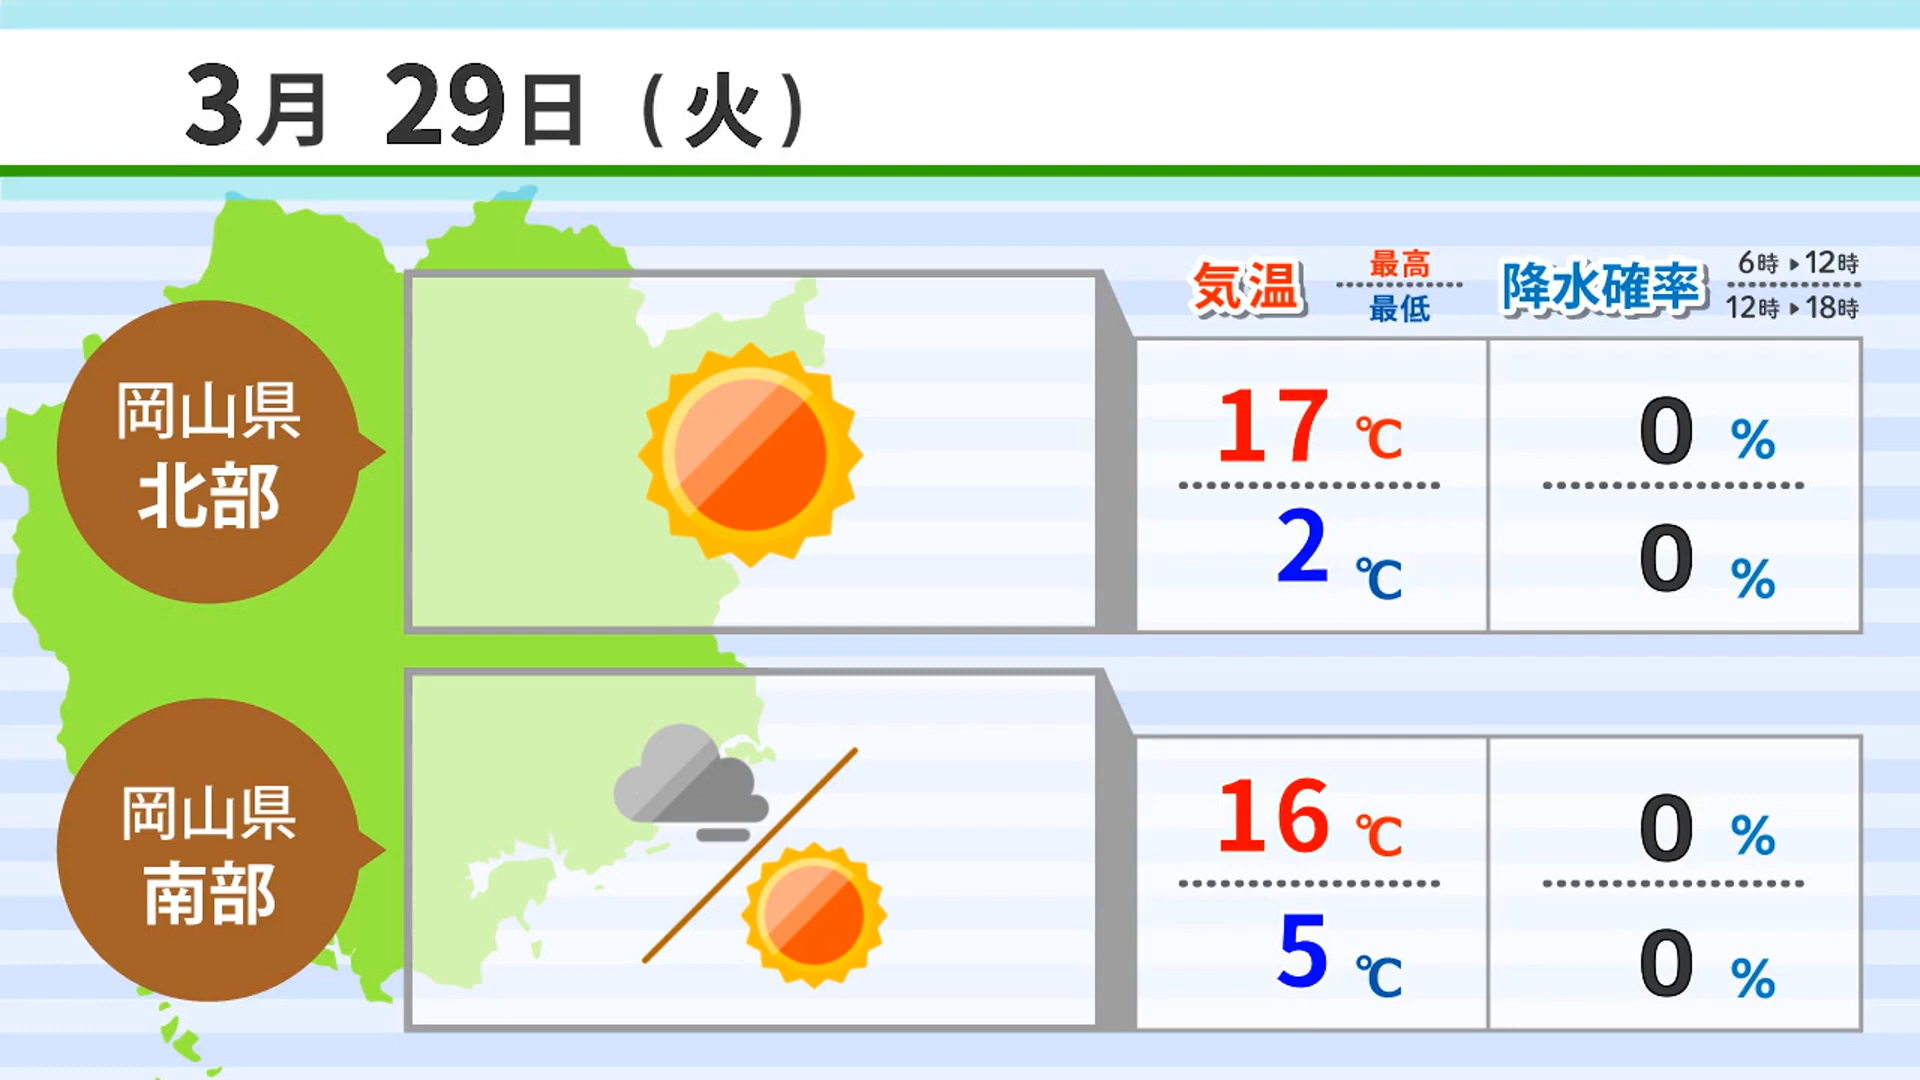 3月 29日 (火)
気温 最高 最低
降水確率 6時▶12時 12時▶18時
岡山県
北部
17 ℃
2 ℃
0 %
0 %
岡山県
南部
16 ℃
5 ℃
0 %
0 %